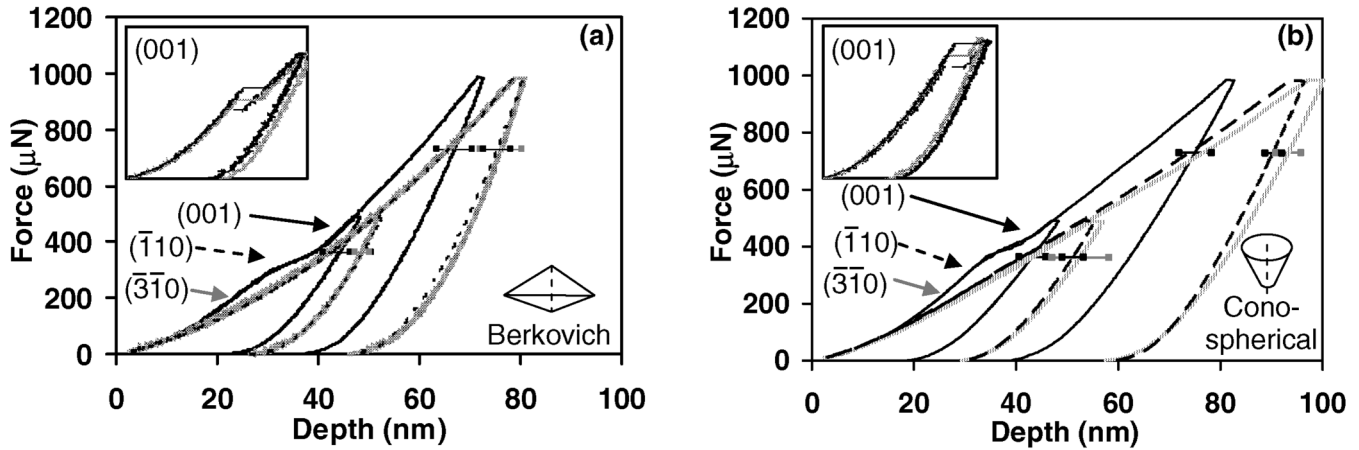 1200
1000
800
600
400
200
0
0 20 40 60 80 100
Force (μN)
Depth (nm)
(a)
(001)
(001)
(1̅10)
(3̅1̅0)
Berkovich
1200
1000
800
600
400
200
0
0 20 40 60 80 100
Force (μN)
Depth (nm)
(b)
(001)
(001)
(1̅10)
(3̅1̅0)
Cono-
spherical